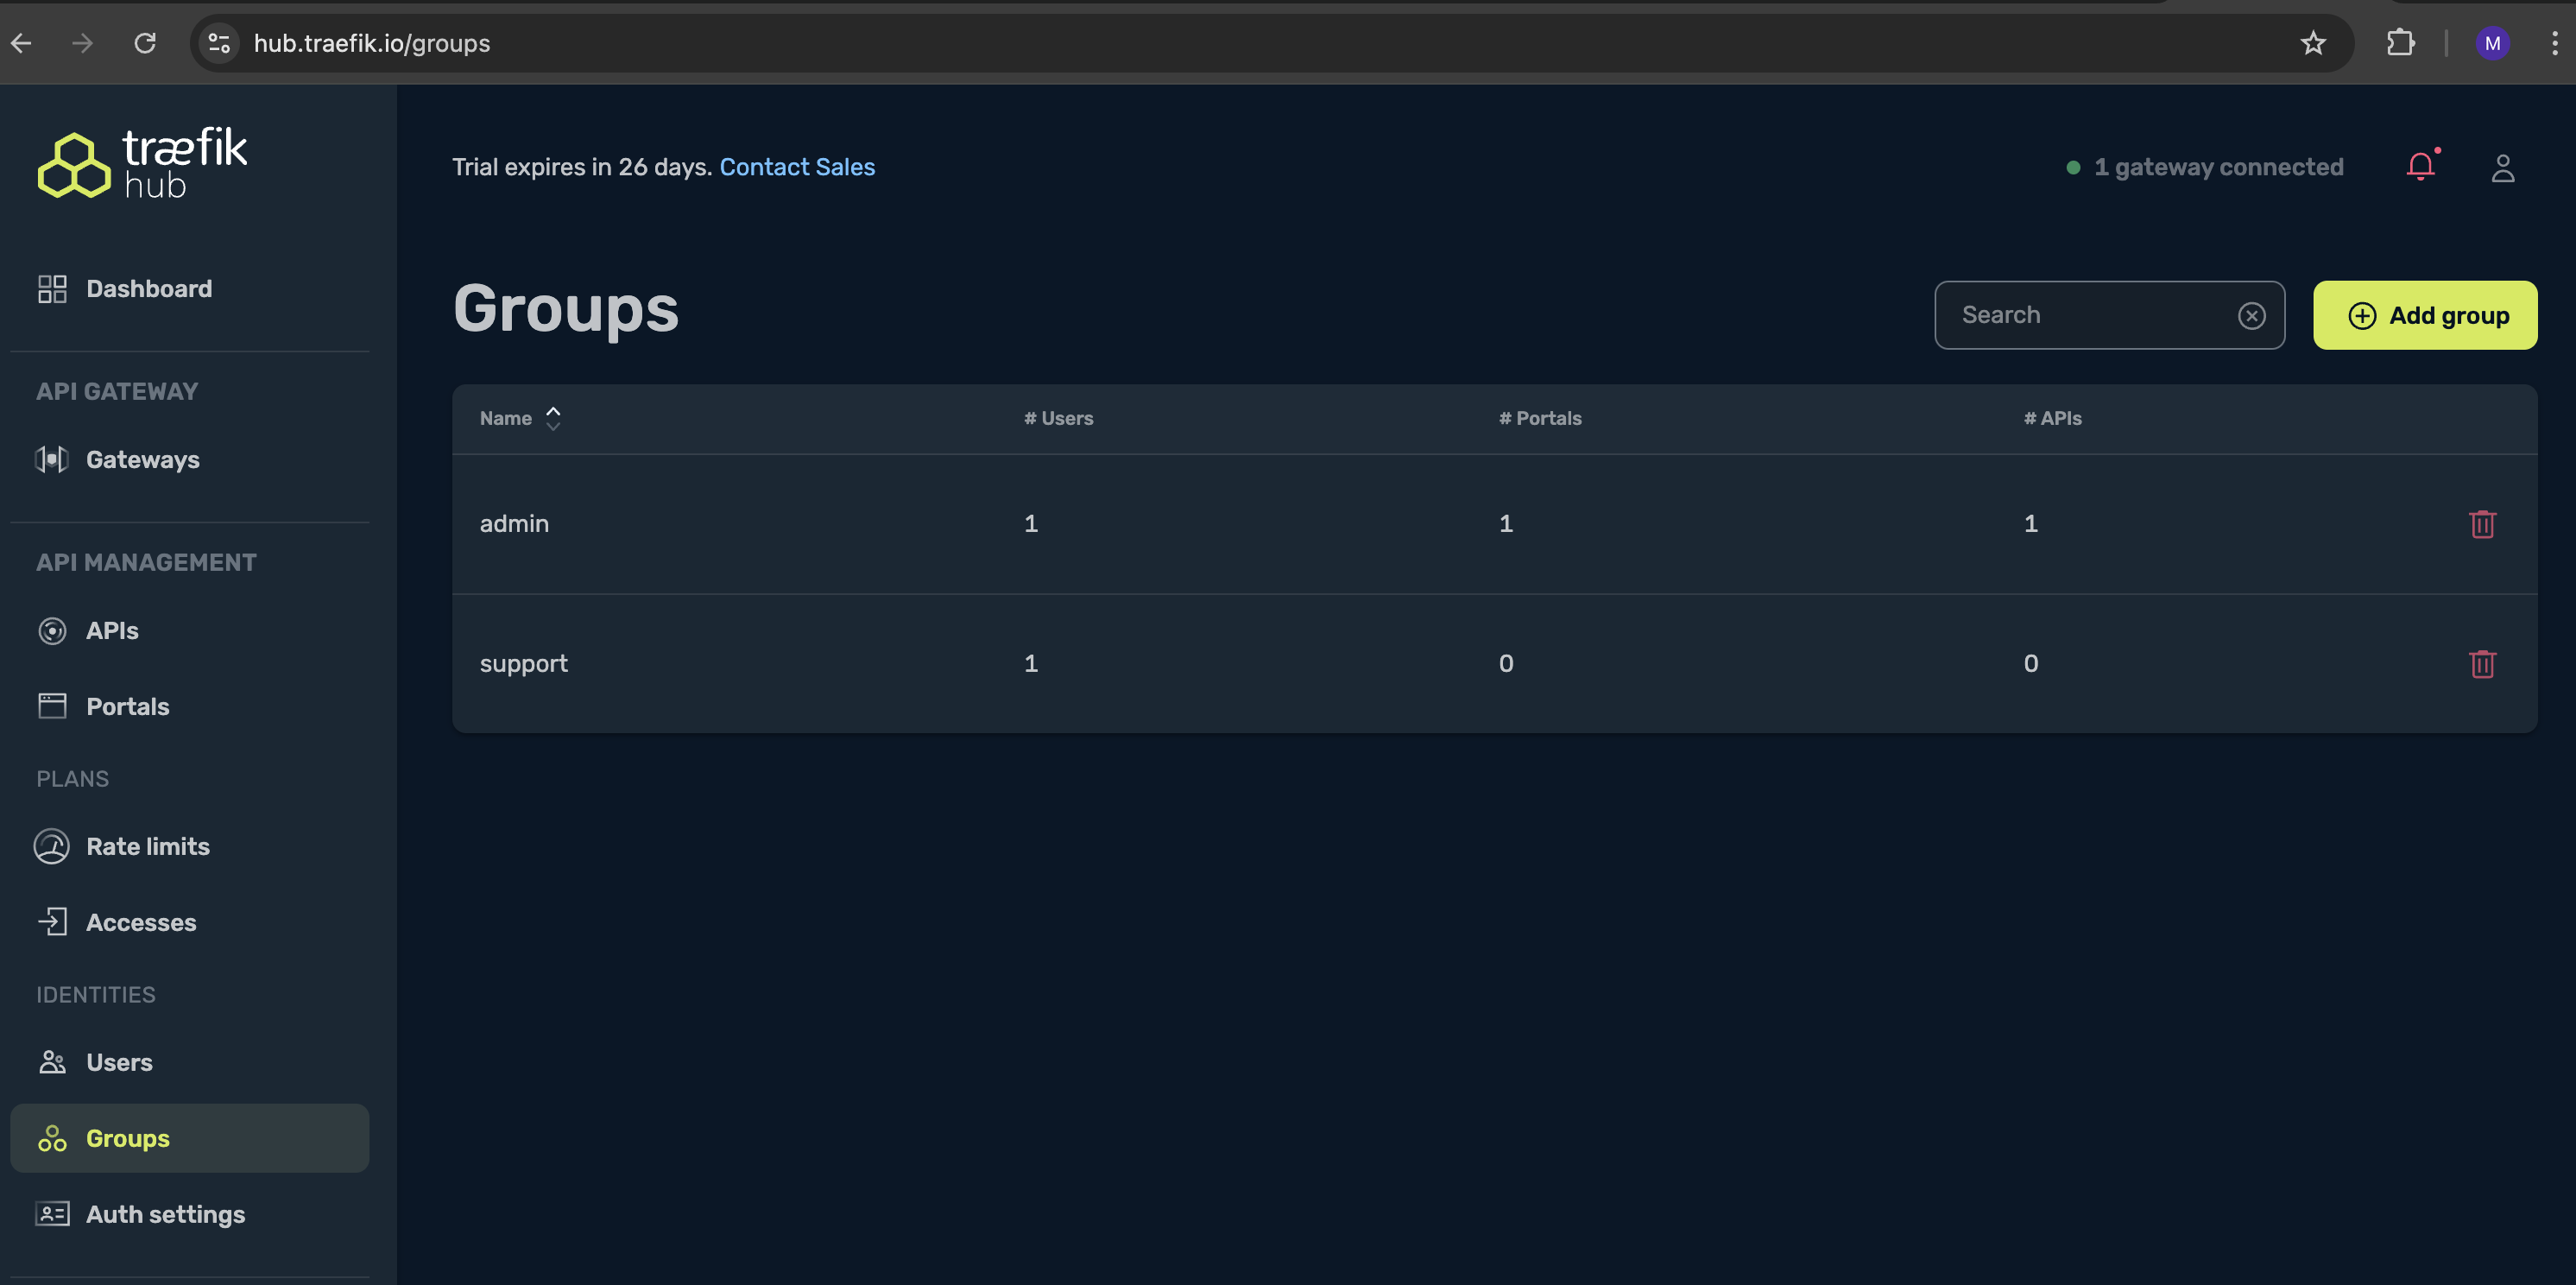 hub.traefik.io/groups
M
træfik
hub
Trial expires in 26 days. Contact Sales
1 gateway connected
Dashboard
API GATEWAY
Gateways
API MANAGEMENT
APIs
Portals
PLANS
Rate limits
Accesses
IDENTITIES
Users
Groups
Auth settings
Groups
Search
Add group
Name # Users # Portals # APIs
admin 1 1 1
support 1 0 0